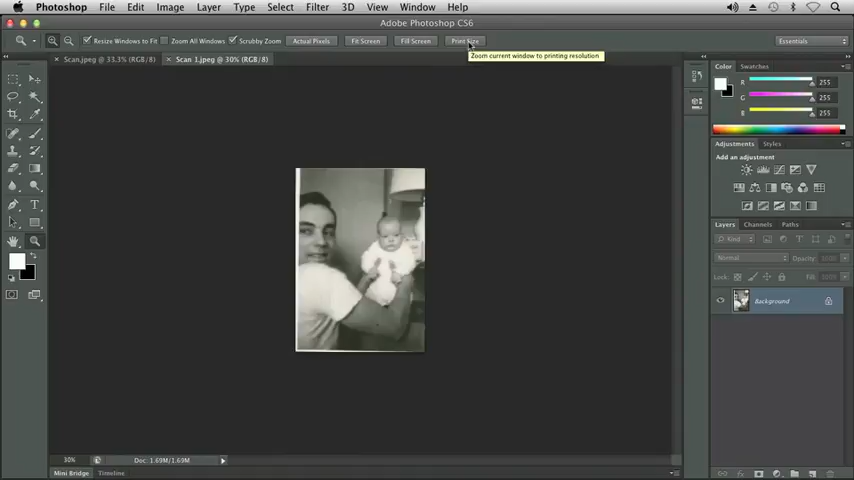 Photoshop File Edit Image Layer Type Select Filter 3D View Window Help
Adobe Photoshop CS6
Resize Windows to Fit Zoom All Windows Scrubby Zoom Actual Pixels Fit Screen Fill Screen Print Size Essentials
Zoom current window to printing resolution
Scan.jpeg @ 33.3% (RGB/8) Scan 1.jpeg @ 30% (RGB/8)
Color Swatches
R 255
G 255
B 255
Adjustments Styles
Add an adjustment
Layers Channels Paths
Kind
Normal Opacity:
Lock: Fill:
Background
30% Doc: 1.69M/1.69M
Mini Bridge Timeline